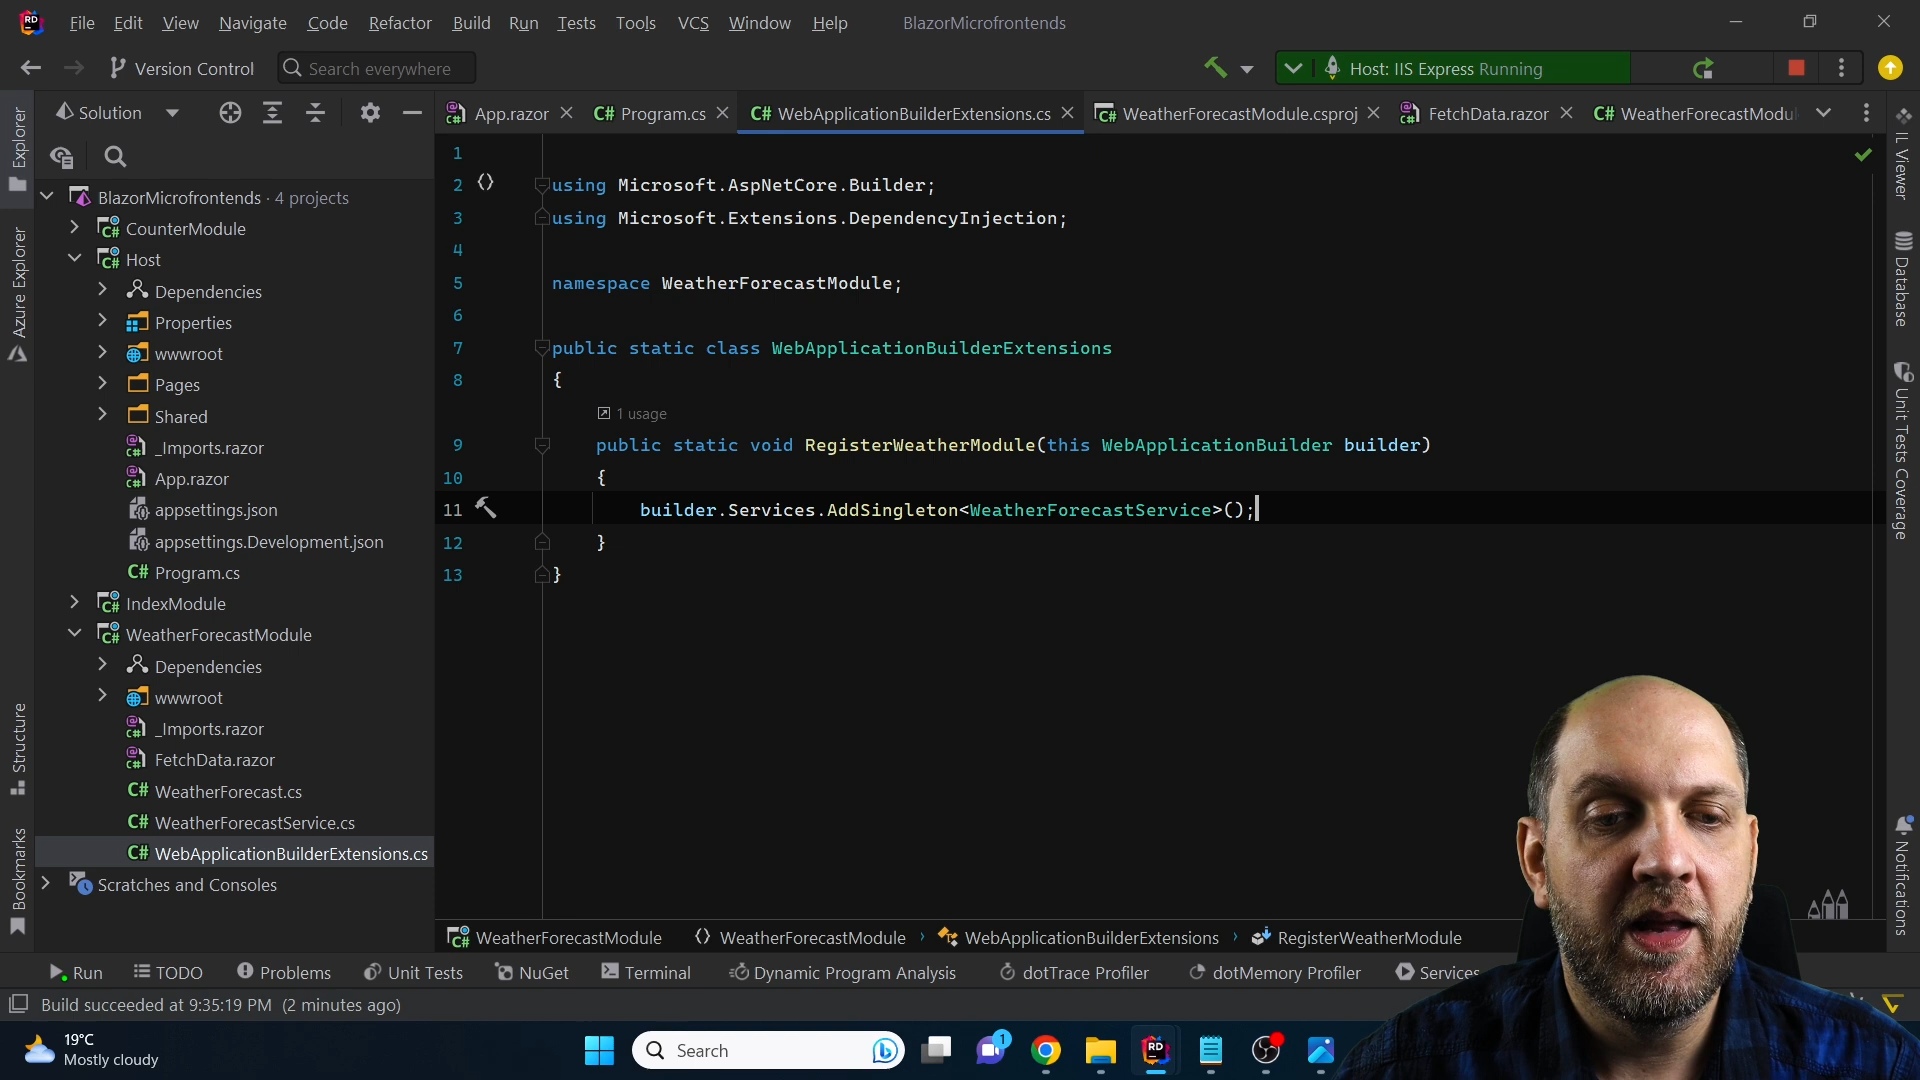 RD File Edit View Navigate Code Refactor Build Run Tests Tools VCS Window Help BlazorMicrofrontends
Version Control Search everywhere Host: IIS Express Running
Solution
App.razor C# Program.cs C# WebApplicationBuilderExtensions.cs WeatherForecastModule.csproj FetchData.razor C# WeatherForecastModu
Explorer
Azure Explorer
Structure
Bookmarks
BlazorMicrofrontends · 4 projects
CounterModule
Host
Dependencies
Properties
wwwroot
Pages
Shared
_Imports.razor
App.razor
appsettings.json
appsettings.Development.json
C# Program.cs
IndexModule
WeatherForecastModule
Dependencies
wwwroot
_Imports.razor
FetchData.razor
C# WeatherForecast.cs
C# WeatherForecastService.cs
C# WebApplicationBuilderExtensions.cs
Scratches and Consoles
1
2 using Microsoft.AspNetCore.Builder;
3 using Microsoft.Extensions.DependencyInjection;
4
5 namespace WeatherForecastModule;
6
7 public static class WebApplicationBuilderExtensions
8 {
1 usage
9 public static void RegisterWeatherModule(this WebApplicationBuilder builder)
10 {
11 builder.Services.AddSingleton<WeatherForecastService>();
12 }
13 }
IL Viewer
Database
Unit Tests Coverage
Notifications
WeatherForecastModule WeatherForecastModule WebApplicationBuilderExtensions RegisterWeatherModule
Run TODO Problems Unit Tests NuGet Terminal Dynamic Program Analysis dotTrace Profiler dotMemory Profiler Services
Build succeeded at 9:35:19 PM (2 minutes ago)
19°C
Mostly cloudy
Search
1
RD